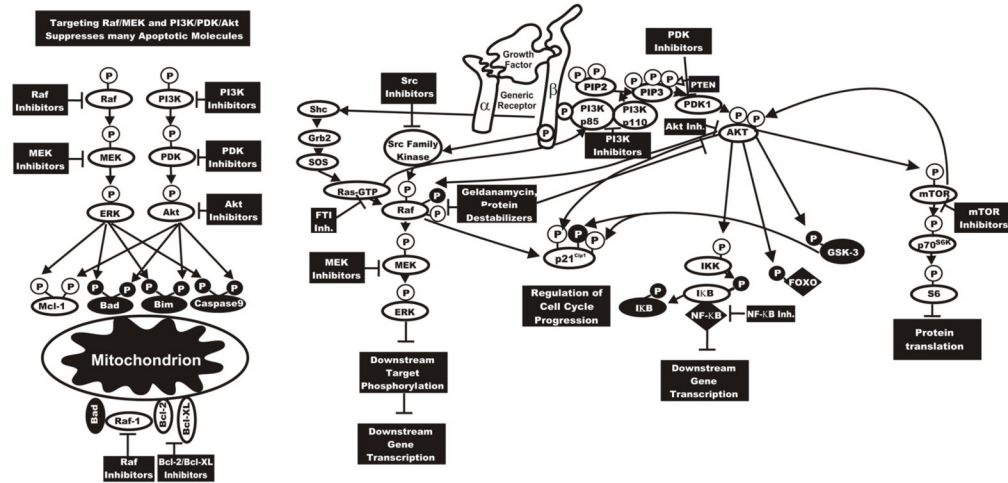 Targeting Raf/MEK and PI3K/PDK/Akt
Suppresses many Apoptotic Molecules
P
P
Raf
Inhibitors
Raf
PI3K
PI3K
Inhibitors
P
P
MEK
Inhibitors
MEK
PDK
PDK
Inhibitors
P
P
ERK
Akt
Akt
Inhibitors
P
P
P
P
P
P
P
P
Mcl-1
Bad
Bim
Caspase9
Mitochondrion
Bad
Raf-1
Bcl-2
Bcl-XL
Raf
Inhibitors
Bcl-2/Bcl-XL
Inhibitors
Growth
Factor
Generic
Receptor
α
β
P
P
Src
Inhibitors
Shc
Grb2
SOS
Ras-GTP
Src Family
Kinase
FTI
Inh.
P
P
P
Raf
Geldanamycin,
Protein
Destabilizers
P
MEK
Inhibitors
MEK
P
ERK
Downstream
Target
Phosphorylation
Downstream
Gene
Transcription
P
P
PIP2
P
P
P
PIP3
PTEN
PDK
Inhibitors
PI3K
p85
PI3K
p110
PI3K
Inhibitors
PDK1
Akt Inh.
P
P
AKT
P
P
P
p21Cip1
Regulation of
Cell Cycle
Progression
P
IKK
P
IKB
P
IKB
NF-KB
NF-KB Inh.
Downstream
Gene
Transcription
P
FOXO
P
GSK-3
P
mTOR
mTOR
Inhibitors
P
p70S6K
P
S6
Protein
translation